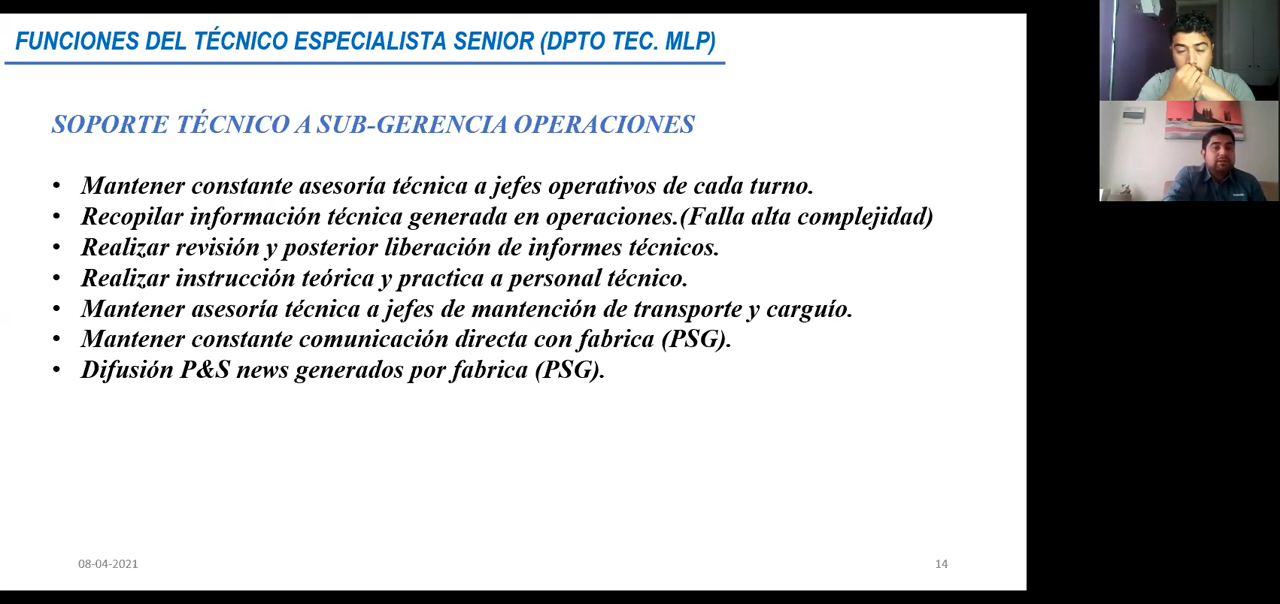 FUNCIONES DEL TÉCNICO ESPECIALISTA SENIOR (DPTO TEC. MLP)
SOPORTE TÉCNICO A SUB-GERENCIA OPERACIONES
• Mantener constante asesoría técnica a jefes operativos de cada turno.
• Recopilar información técnica generada en operaciones.(Falla alta complejidad)
• Realizar revisión y posterior liberación de informes técnicos.
• Realizar instrucción teórica y practica a personal técnico.
• Mantener asesoría técnica a jefes de mantención de transporte y carguío.
• Mantener constante comunicación directa con fabrica (PSG).
• Difusión P&S news generados por fabrica (PSG).
08-04-2021
14